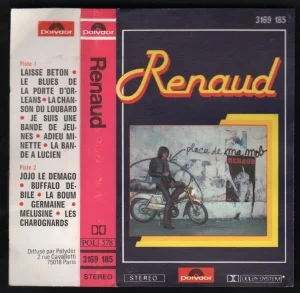 Polydor
Piste 1
LAISSE BETON •
LE BLUES DE
LA PORTE D'OR-
LEANS • LA CHAN-
SON DU LOUBARD
• JE SUIS UNE
BANDE DE JEU-
NES • ADIEU MI-
NETTE • LA BAN-
DE A LUCIEN
Piste 2
JOJO LE DEMAGO
• BUFFALO DE-
BILE • LA BOUM
• GERMAINE •
MELUSINE • LES
CHAROGNARDS
Diffusé par Polydor
2 rue Cavallotti
75018 Paris
Polydor
Renaud
POL 378
3169 185
STEREO
3169 185
Renaud
place de ma mob
RENAUD
STEREO
Polydor
DOLBY SYSTEM